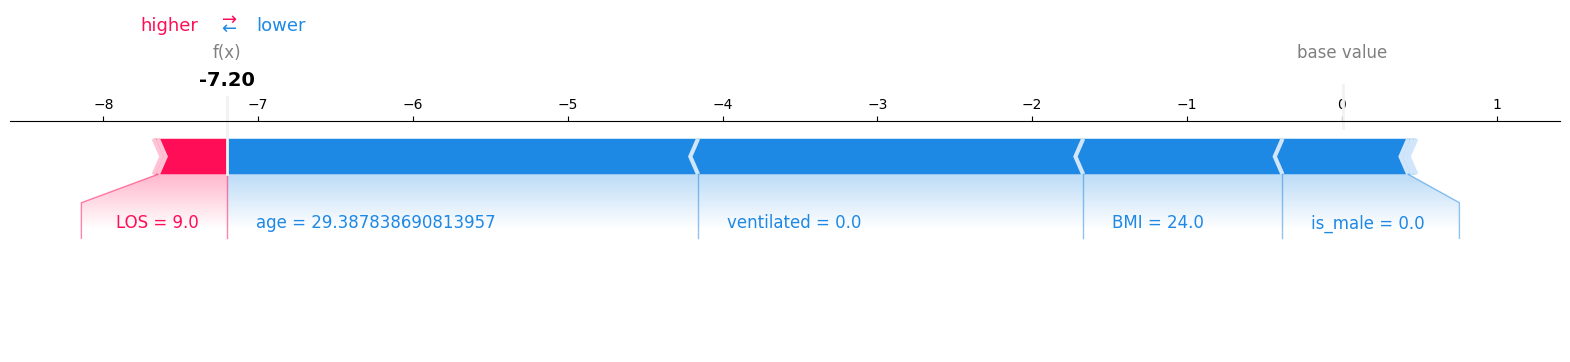 higher ⇄ lower
f(x)
base value
-7.20
−8 −7 −6 −5 −4 −3 −2 −1 0 1
LOS = 9.0 age = 29.387838690813957 ventilated = 0.0 BMI = 24.0 is_male = 0.0